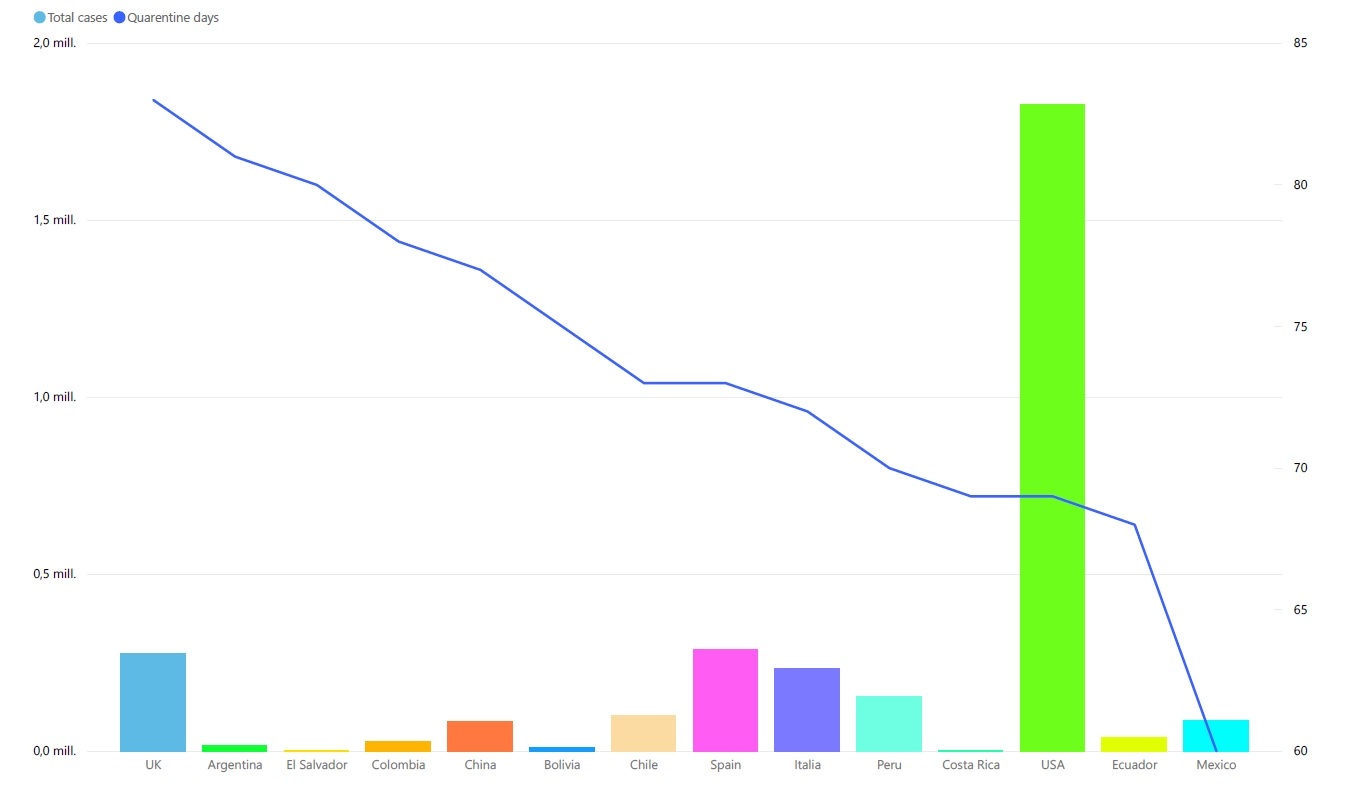 Total cases Quarentine days
2,0 mill.
1,5 mill.
1,0 mill.
0,5 mill.
0,0 mill.
85
80
75
70
65
60
UK Argentina El Salvador Colombia China Bolivia Chile Spain Italia Peru Costa Rica USA Ecuador Mexico